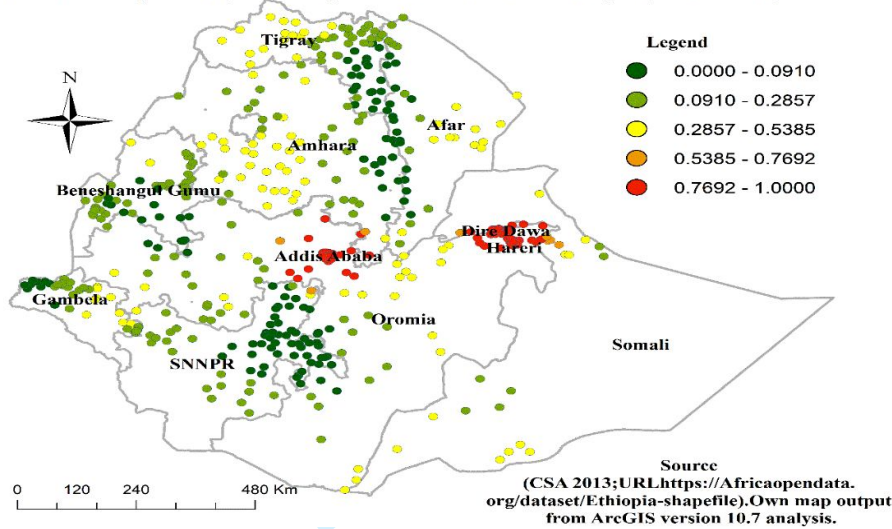 Tigray
Legend
N
0.0000 - 0.0910
0.0910 - 0.2857
0.2857 - 0.5385
0.5385 - 0.7692
0.7692 - 1.0000
Afar
Amhara
Beneshangul Gumu
Dire Dawa
Hareri
Addis Ababa
Gambela
Oromia
Somali
SNNPR
Source
(CSA 2013;URLhttps://Africaopendata.
org/dataset/Ethiopia-shapefile).Own map output
from ArcGIS version 10.7 analysis.
0 120 240 480 Km